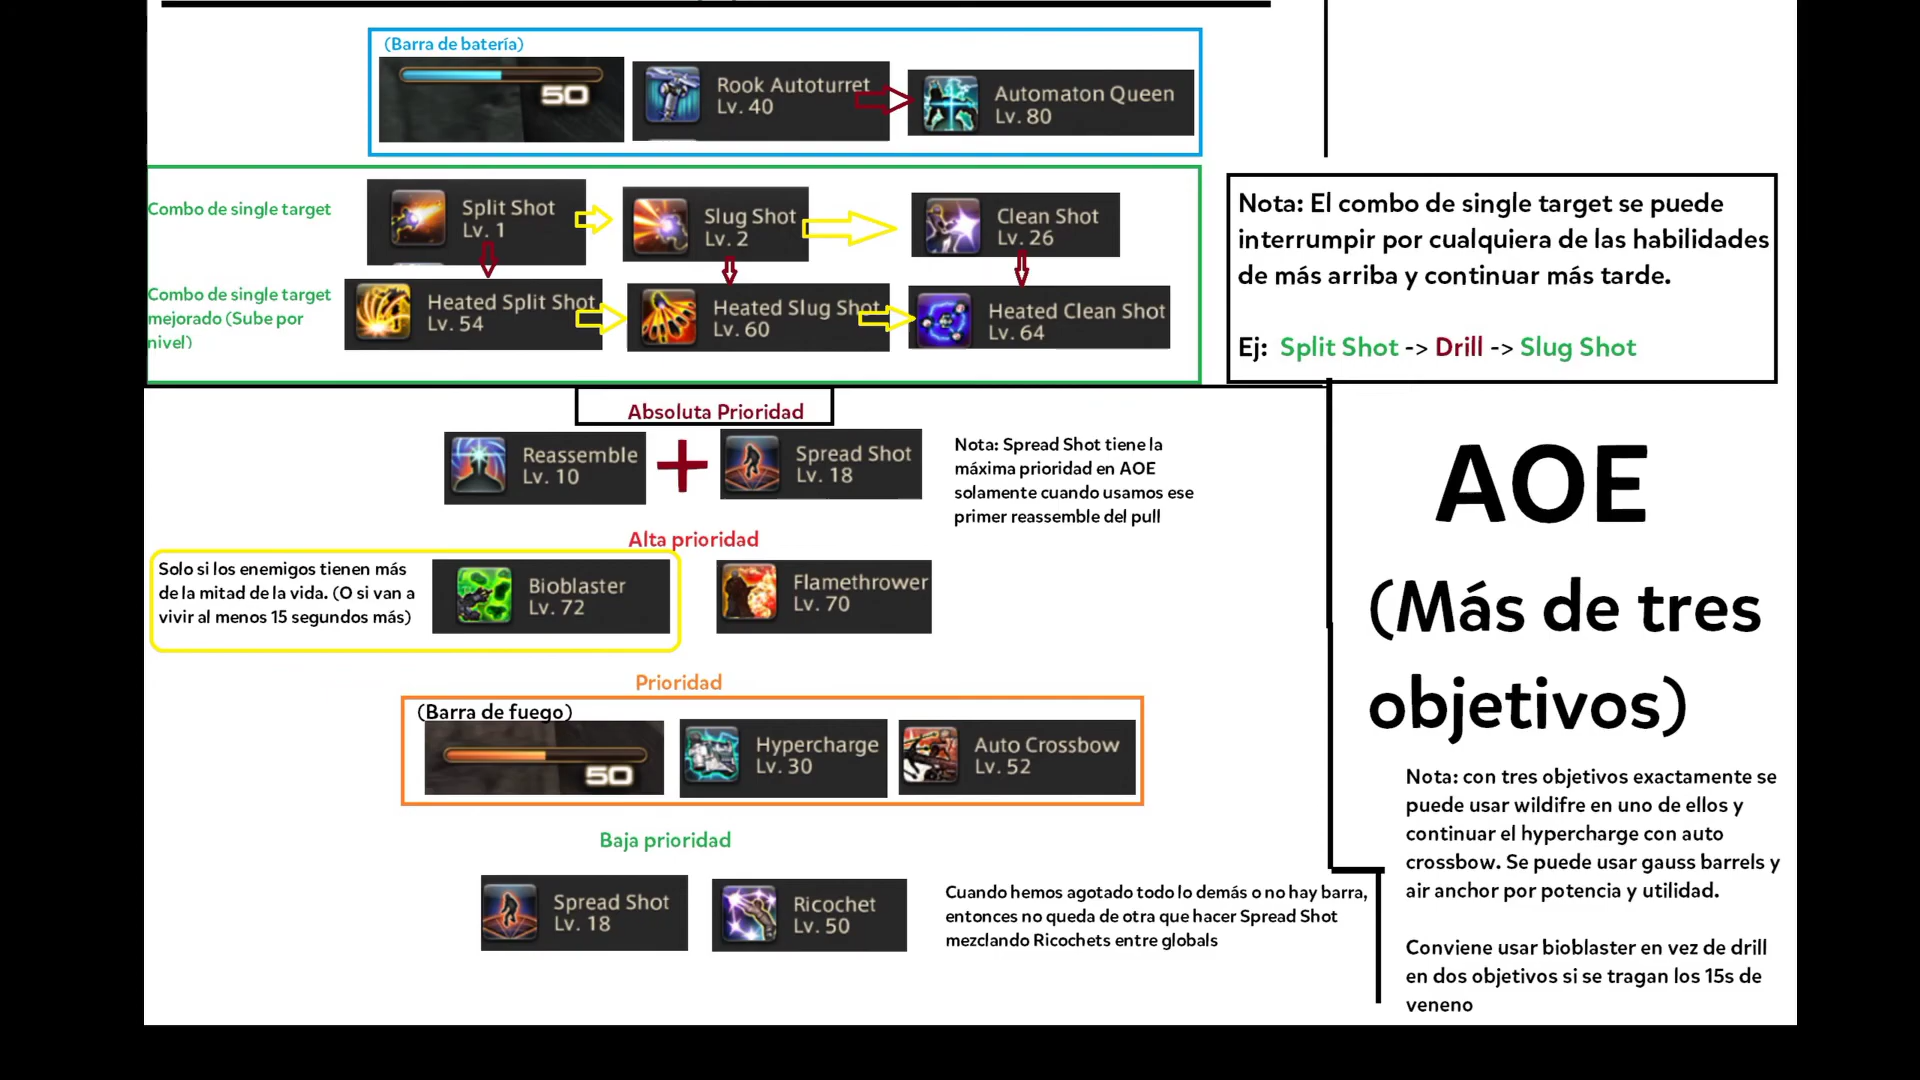 (Barra de batería)
50
Rook Autoturret
Lv. 40
Automaton Queen
Lv. 80
Combo de single target
Split Shot
Lv. 1
Slug Shot
Lv. 2
Clean Shot
Lv. 26
Combo de single target
mejorado (Sube por
nivel)
Heated Split Shot
Lv. 54
Heated Slug Shot
Lv. 60
Heated Clean Shot
Lv. 64
Nota: El combo de single target se puede
interrumpir por cualquiera de las habilidades
de más arriba y continuar más tarde.
Ej: Split Shot -> Drill -> Slug Shot
Absoluta Prioridad
Reassemble
Lv. 10
Spread Shot
Lv. 18
Nota: Spread Shot tiene la
máxima prioridad en AOE
solamente cuando usamos ese
primer reassemble del pull
Alta prioridad
Solo si los enemigos tienen más
de la mitad de la vida. (O si van a
vivir al menos 15 segundos más)
Bioblaster
Lv. 72
Flamethrower
Lv. 70
Prioridad
(Barra de fuego)
50
Hypercharge
Lv. 30
Auto Crossbow
Lv. 52
Baja prioridad
Spread Shot
Lv. 18
Ricochet
Lv. 50
Cuando hemos agotado todo lo demás o no hay barra,
entonces no queda de otra que hacer Spread Shot
mezclando Ricochets entre globals
AOE
(Más de tres
objetivos)
Nota: con tres objetivos exactamente se
puede usar wildifre en uno de ellos y
continuar el hypercharge con auto
crossbow. Se puede usar gauss barrels y
air anchor por potencia y utilidad.
Conviene usar bioblaster en vez de drill
en dos objetivos si se tragan los 15s de
veneno